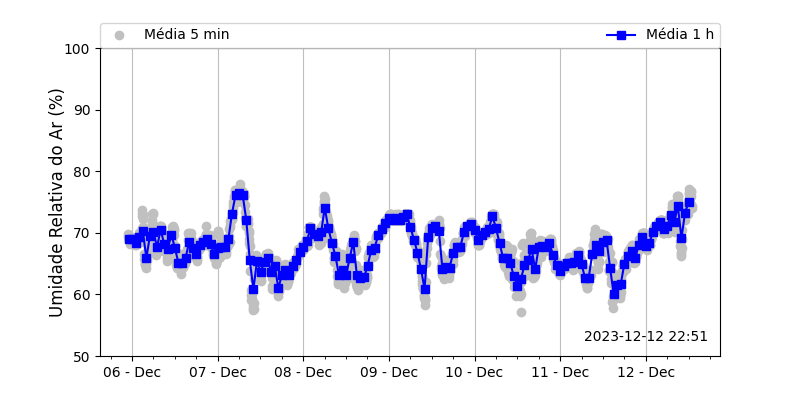 Média 5 min
Média 1 h
100
90
80
70
60
50
Umidade Relativa do Ar (%)
2023-12-12 22:51
06 - Dec
07 - Dec
08 - Dec
09 - Dec
10 - Dec
11 - Dec
12 - Dec